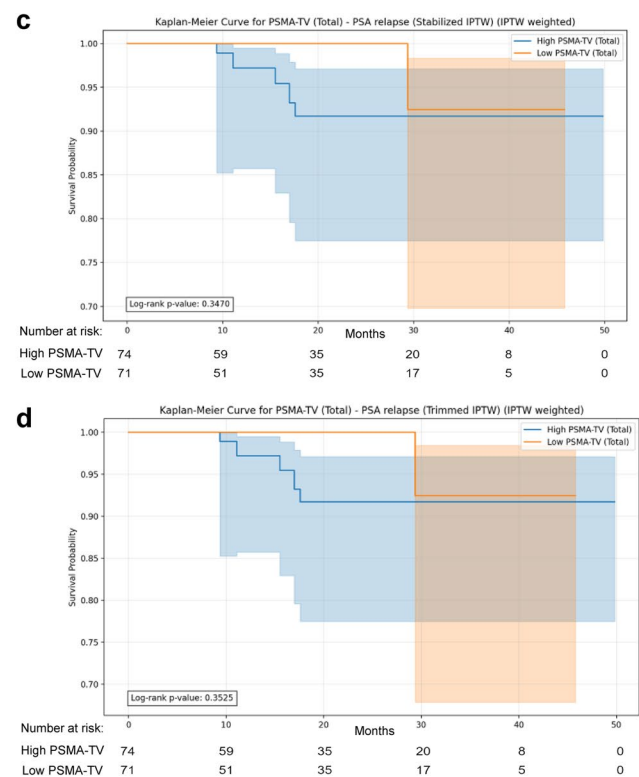 c
Kaplan-Meier Curve for PSMA-TV (Total) - PSA relapse (Stabilized IPTW) (IPTW weighted)
High PSMA-TV (Total)
Low PSMA-TV (Total)
1.00
0.95
0.90
0.85
0.80
0.75
0.70
Survival Probability
Log-rank p-value: 0.3470
0 10 20 30 40 50
Months
Number at risk:
High PSMA-TV 74 59 35 20 8 0
Low PSMA-TV 71 51 35 17 5 0
d
Kaplan-Meier Curve for PSMA-TV (Total) - PSA relapse (Trimmed IPTW) (IPTW weighted)
High PSMA-TV (Total)
Low PSMA-TV (Total)
1.00
0.95
0.90
0.85
0.80
0.75
0.70
Survival Probability
Log-rank p-value: 0.3525
0 10 20 30 40 50
Months
Number at risk:
High PSMA-TV 74 59 35 20 8 0
Low PSMA-TV 71 51 35 17 5 0